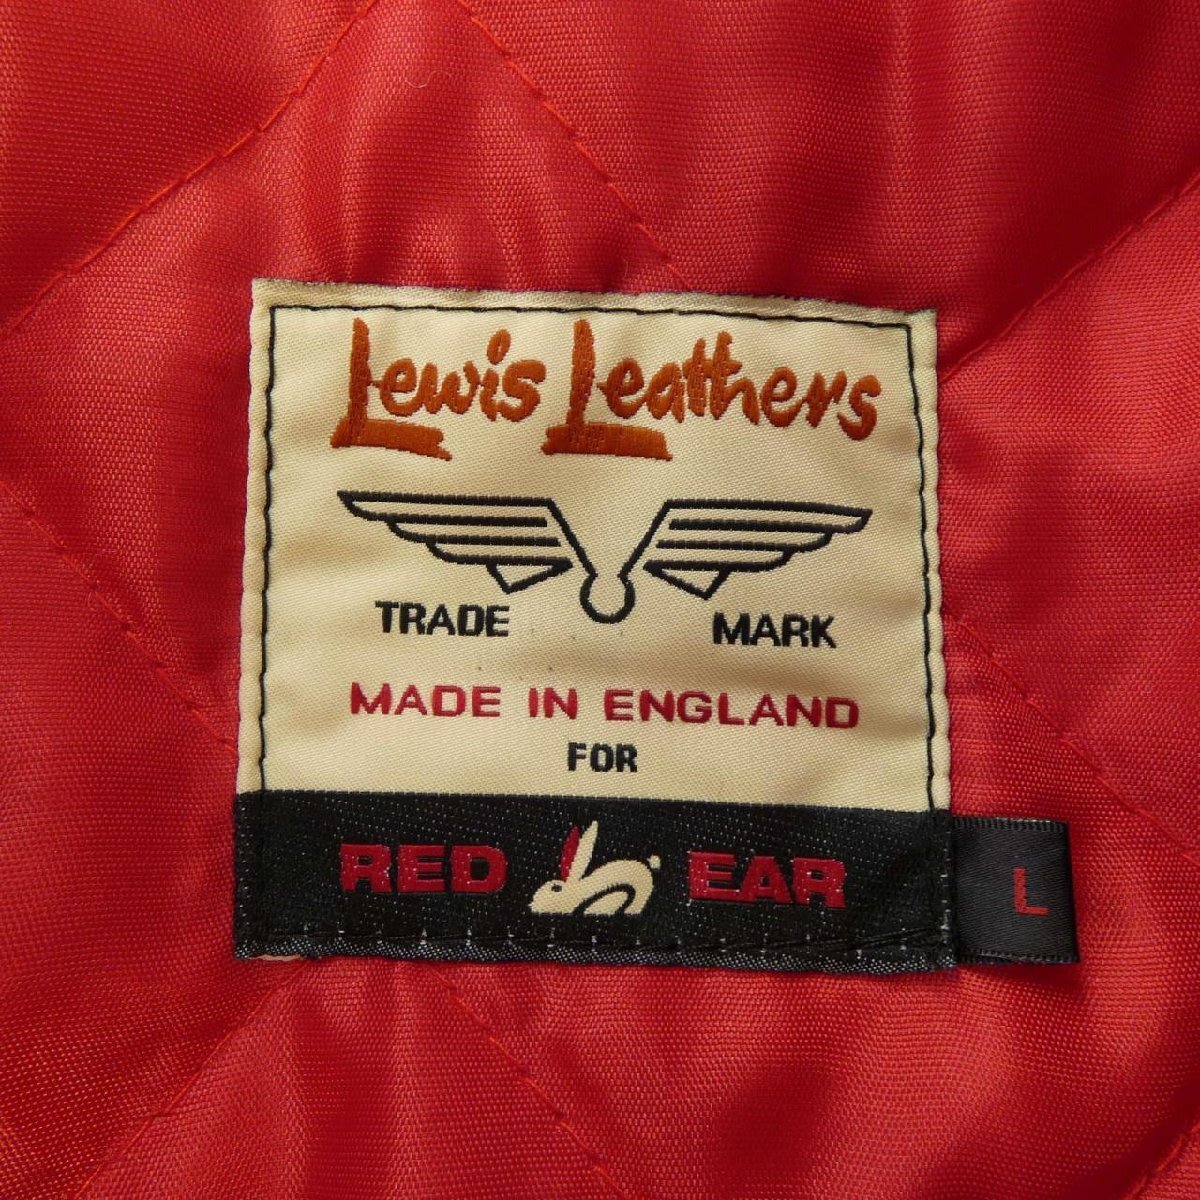 Lewis Leathers
TRADE MARK
MADE IN ENGLAND
FOR
RED EAR
L